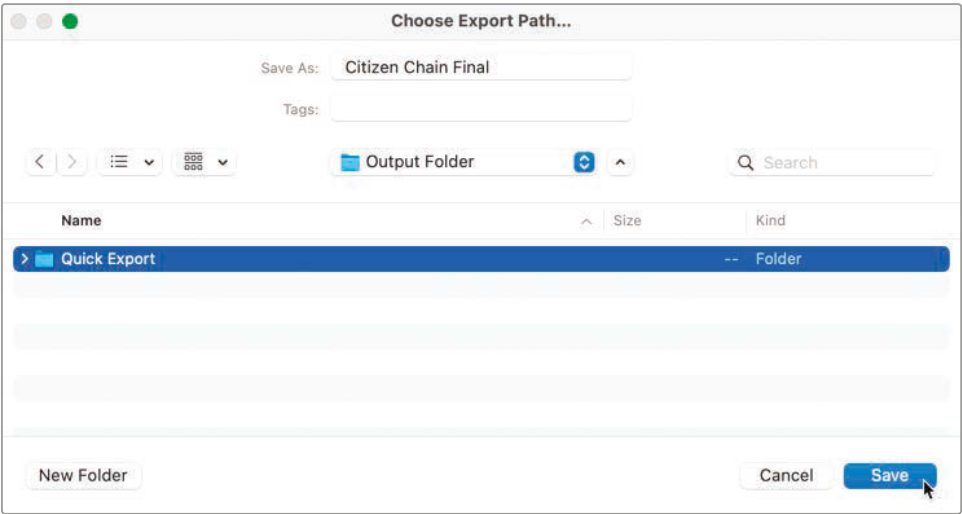 Choose Export Path...
Save As: Citizen Chain Final
Tags:
Output Folder Search
Name Size Kind
Quick Export -- Folder
New Folder Cancel Save